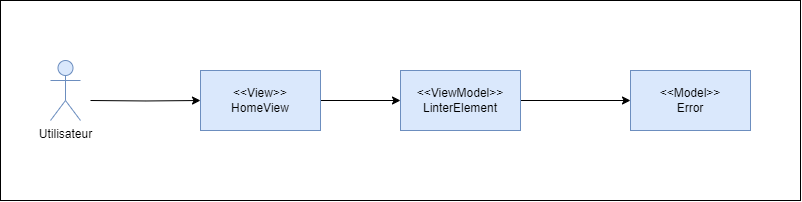 Utilisateur
<<View>>
HomeView
<<ViewModel>>
LinterElement
<<Model>>
Error